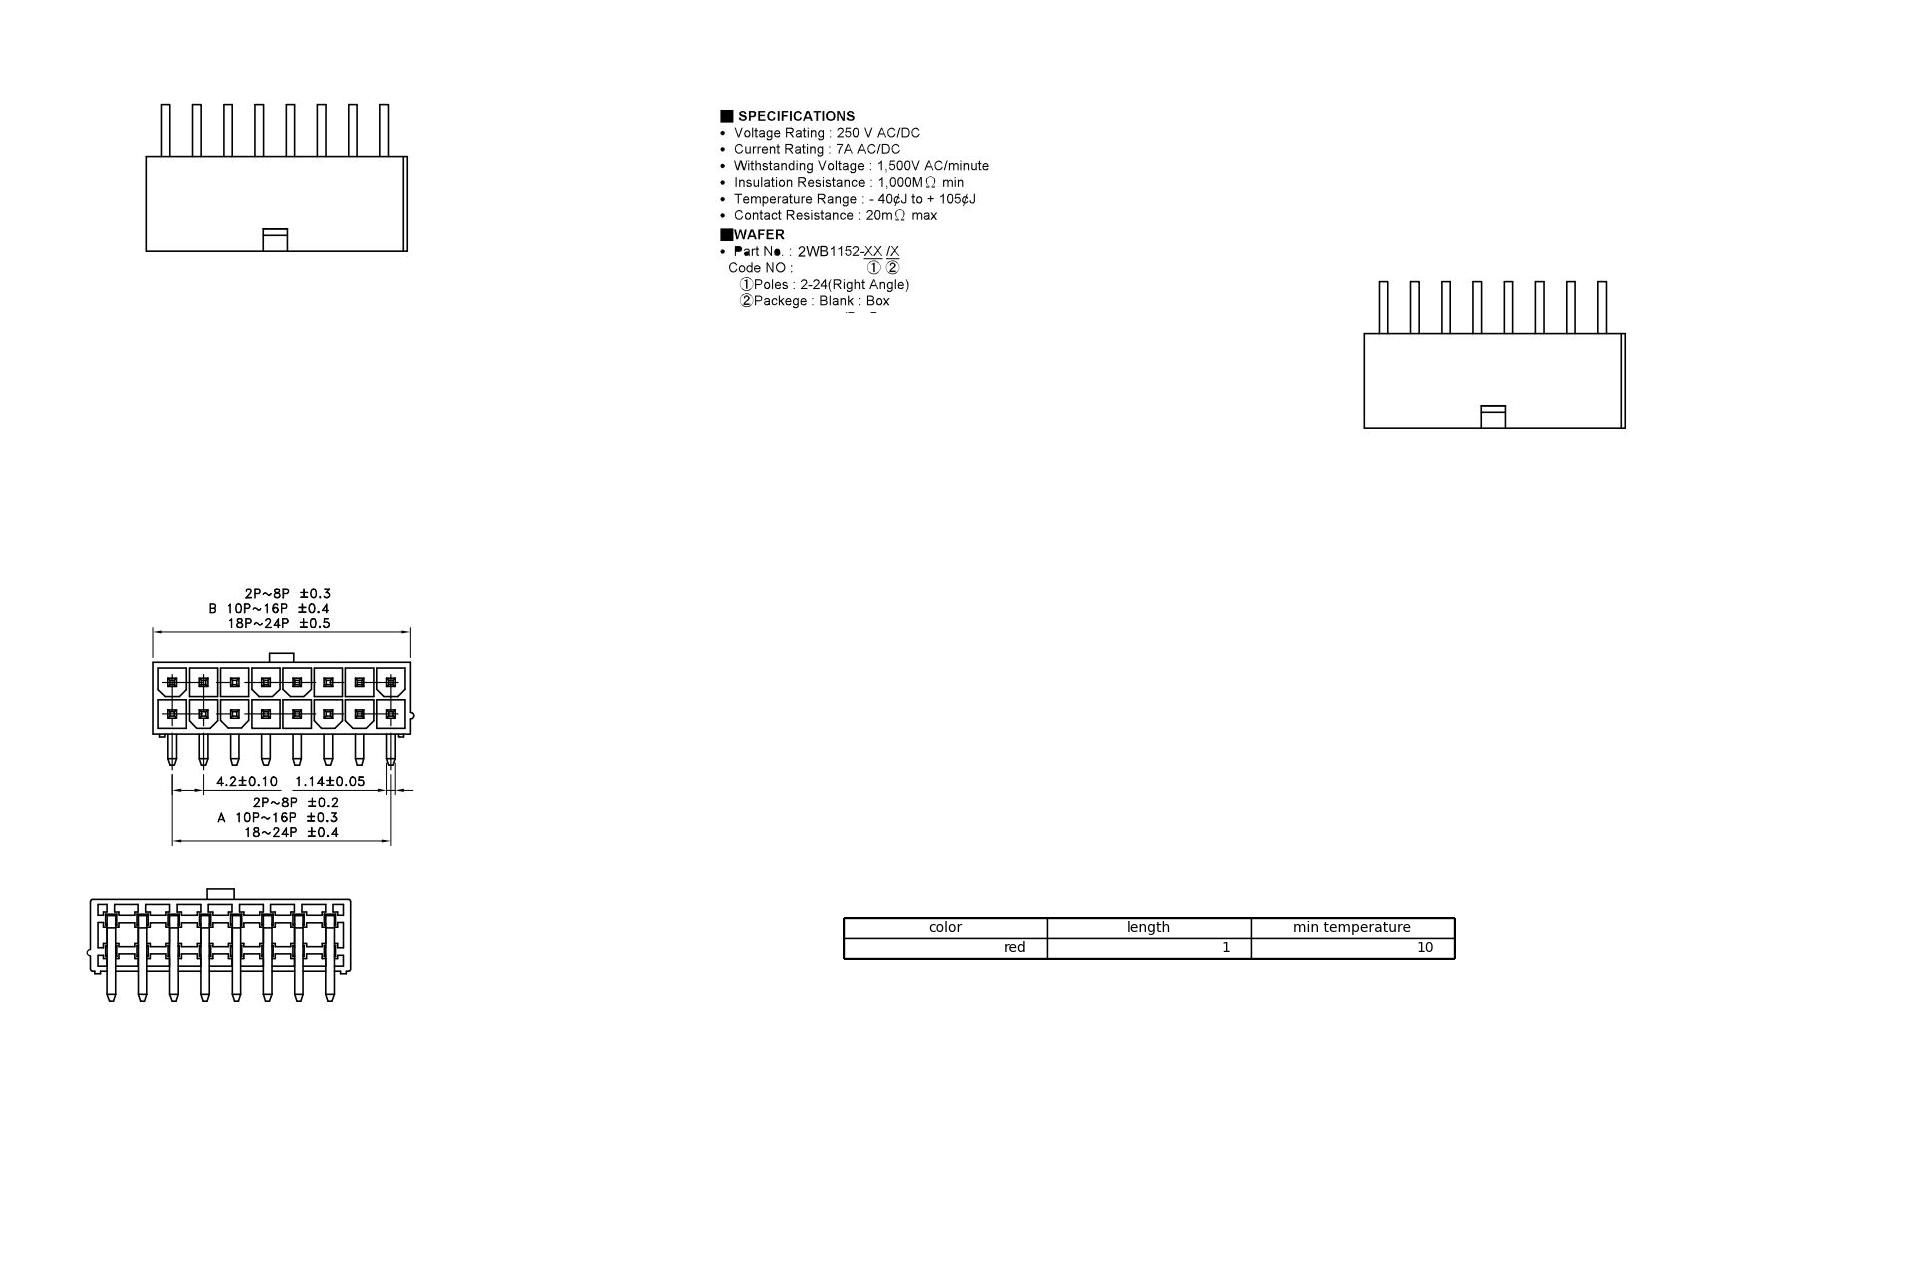 ■ SPECIFICATIONS
• Voltage Rating : 250 V AC/DC
• Current Rating : 7A AC/DC
• Withstanding Voltage : 1,500V AC/minute
• Insulation Resistance : 1,000MΩ min
• Temperature Range : - 40¢J to + 105¢J
• Contact Resistance : 20mΩ max
■WAFER
• Part No. : 2WB1152-XX /X
Code NO : ① ②
①Poles : 2-24(Right Angle)
②Packege : Blank : Box
2P~8P ±0.3
B 10P~16P ±0.4
18P~24P ±0.5
4.2±0.10 1.14±0.05
2P~8P ±0.2
A 10P~16P ±0.3
18~24P ±0.4
color length min temperature
red 1 10